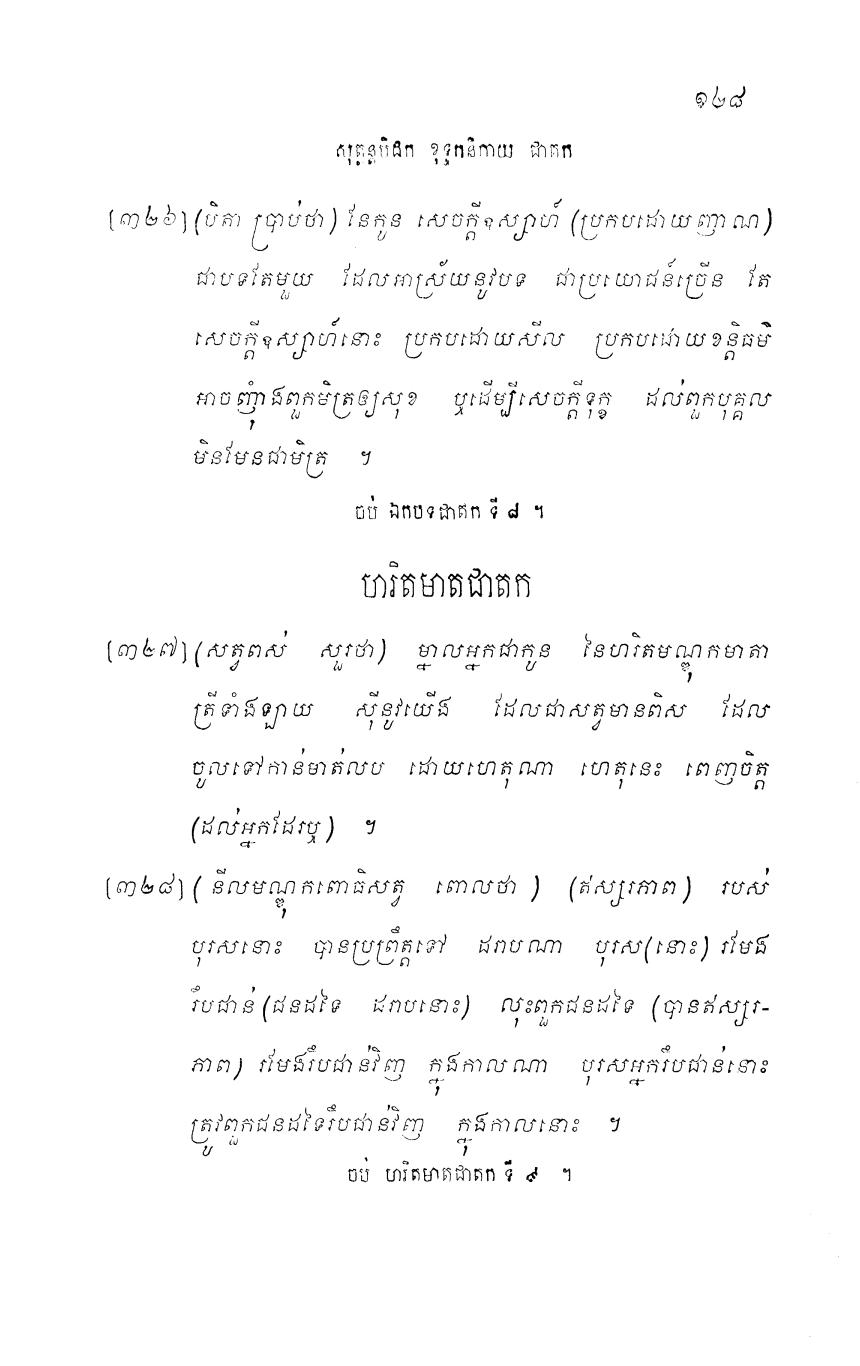 ១២៨
សុត្តន្តបិដក ខុទ្ទកនិកាយ ជាតក
[៣២៦] (បិតា ប្រាប់ថា) នែកូន សេចក្តីឧស្សាហ៍ (ប្រកបដោយញាណ)
ជាបទតែមួយ ដែលអាស្រ័យនូវបទ ជាប្រយោជន៍ច្រើន តែ
សេចក្តីឧស្សាហ៍នោះ ប្រកបដោយសីល ប្រកបដោយខន្តិធម៌
អាចញុំាងពួកមិត្រឲ្យសុខ ឬដើម្បីសេចក្តីទុក្ខ ដល់ពួកបុគ្គល
មិនមែនជាមិត្រ ។
ចប់ ឯកបទជាតក ទី ៨ ។
ហរិតមាតជាតក
[៣២៧] (សត្វពស់ សួរថា) ម្នាលអ្នកជាកូន នៃហរិតមណ្ឌុកមាតា
ត្រីទាំងឡាយ ស៊ីនូវយើង ដែលជាសត្វមានពិស ដែល
ចូលទៅកាន់មាត់លប ដោយហេតុណា ហេតុនេះ ពេញចិត្ត
(ដល់អ្នកដែរឬ) ។
[៣២៨] (នីលមណ្ឌុកពោធិសត្វ ពោលថា) (ឥស្សរភាព) របស់
បុរសនោះ បានប្រព្រឹត្តទៅ ដរាបណា បុរស(នោះ) រមែង
រឹបជាន់ (ជនដទៃ ដរាបនោះ) លុះពួកជនដទៃ (បានឥស្សរ-
ភាព) រមែងរឹបជាន់វិញ ក្នុងកាលណា បុរសអ្នករឹបជាន់នោះ
ត្រូវពួកជនដទៃរឹបជាន់វិញ ក្នុងកាលនោះ ។
ចប់ ហរិតមាតជាតក ទី ៩ ។